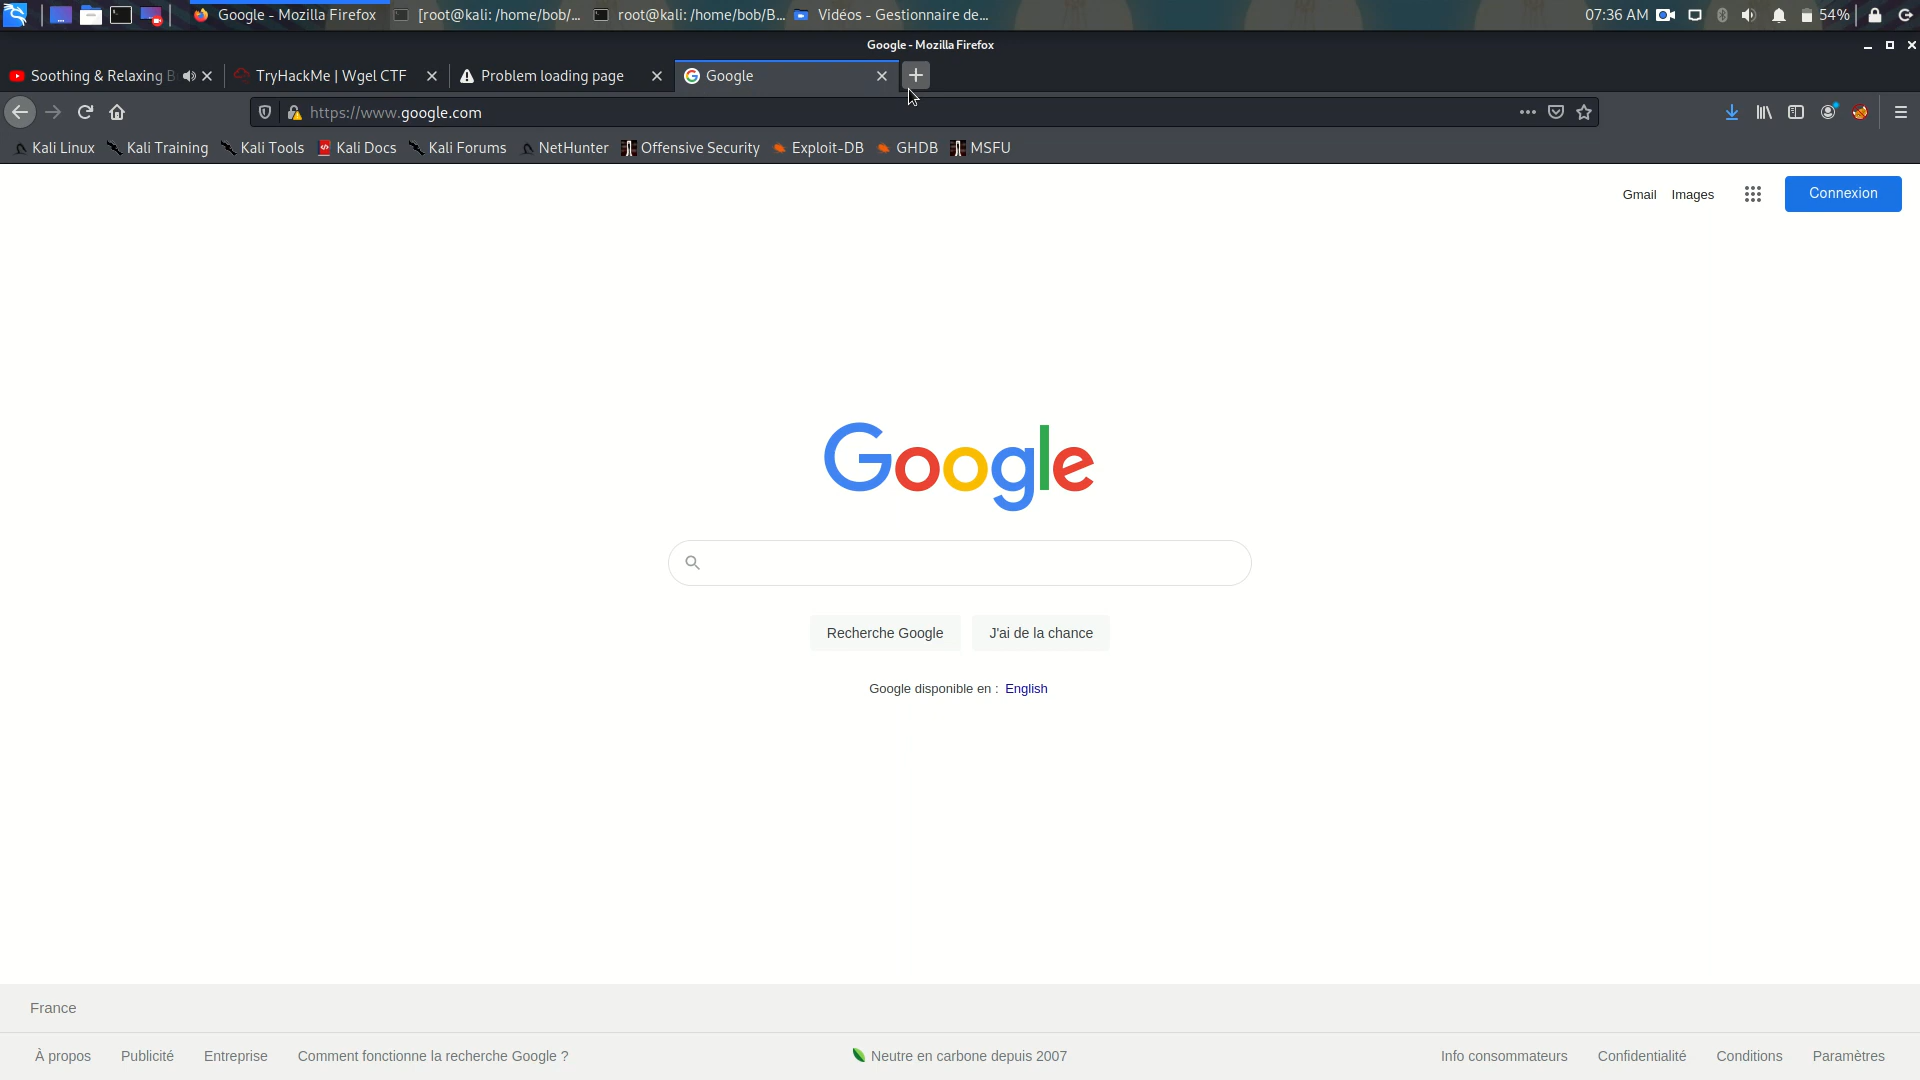 Google - Mozilla Firefox
[root@kali: /home/bob/...
root@kali: /home/bob/B...
Vidéos - Gestionnaire de...
07:36 AM
54%
Google - Mozilla Firefox
Soothing & Relaxing B
TryHackMe | Wgel CTF
Problem loading page
Google
https://www.google.com
Kali Linux
Kali Training
Kali Tools
Kali Docs
Kali Forums
NetHunter
Offensive Security
Exploit-DB
GHDB
MSFU
Gmail
Images
Connexion
Google
Recherche Google
J'ai de la chance
Google disponible en : English
France
À propos
Publicité
Entreprise
Comment fonctionne la recherche Google ?
Neutre en carbone depuis 2007
Info consommateurs
Confidentialité
Conditions
Paramètres